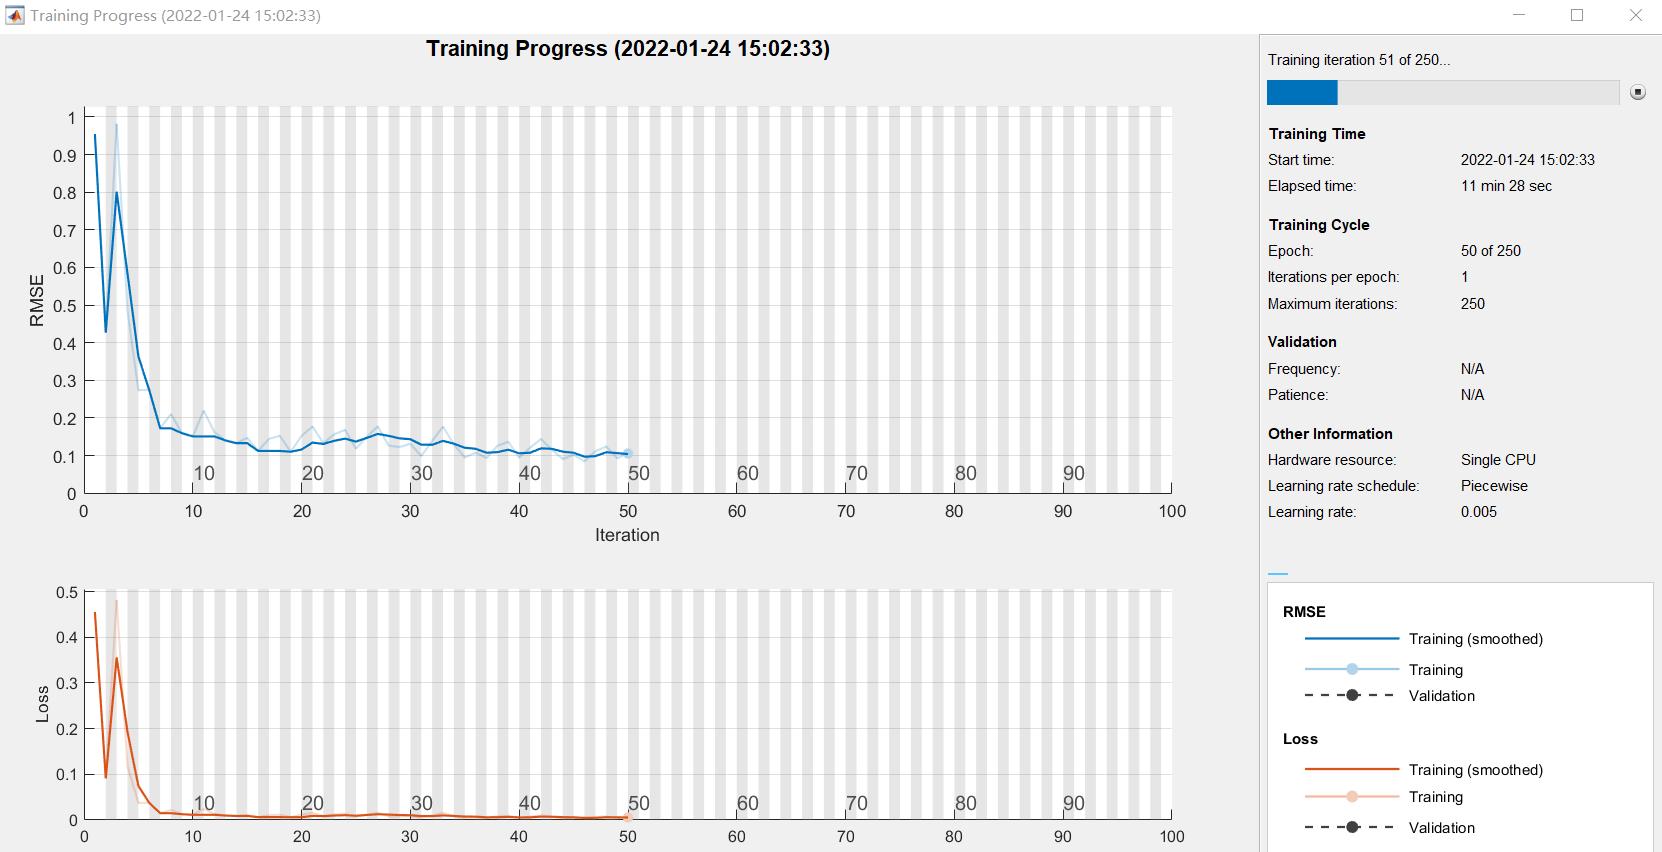 Training Progress (2022-01-24 15:02:33)
Training Progress (2022-01-24 15:02:33)
1
0.9
0.8
0.7
0.6
0.5
0.4
0.3
0.2
0.1
0
RMSE
10 20 30 40 50 60 70 80 90
0 10 20 30 40 50 60 70 80 90 100
Iteration
0.5
0.4
0.3
0.2
0.1
0
Loss
10 20 30 40 50 60 70 80 90
0 10 20 30 40 50 60 70 80 90 100
Training iteration 51 of 250...
Training Time
Start time: 2022-01-24 15:02:33
Elapsed time: 11 min 28 sec
Training Cycle
Epoch: 50 of 250
Iterations per epoch: 1
Maximum iterations: 250
Validation
Frequency: N/A
Patience: N/A
Other Information
Hardware resource: Single CPU
Learning rate schedule: Piecewise
Learning rate: 0.005
RMSE
Training (smoothed)
Training
Validation
Loss
Training (smoothed)
Training
Validation